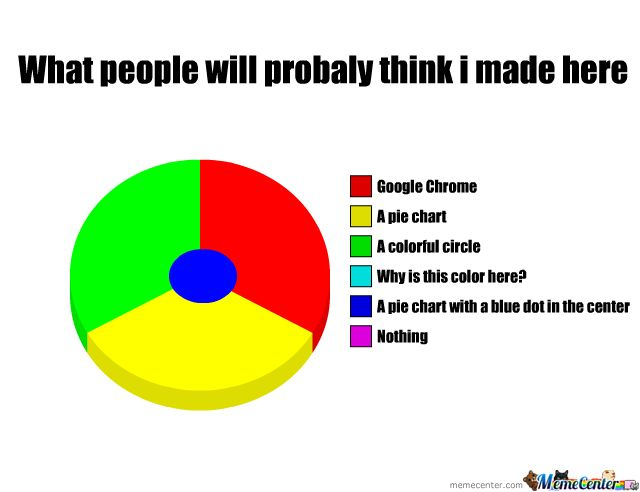 What people will probaly think i made here
Google Chrome
A pie chart
A colorful circle
Why is this color here?
A pie chart with a blue dot in the center
Nothing
memecenter.com MemeCenter